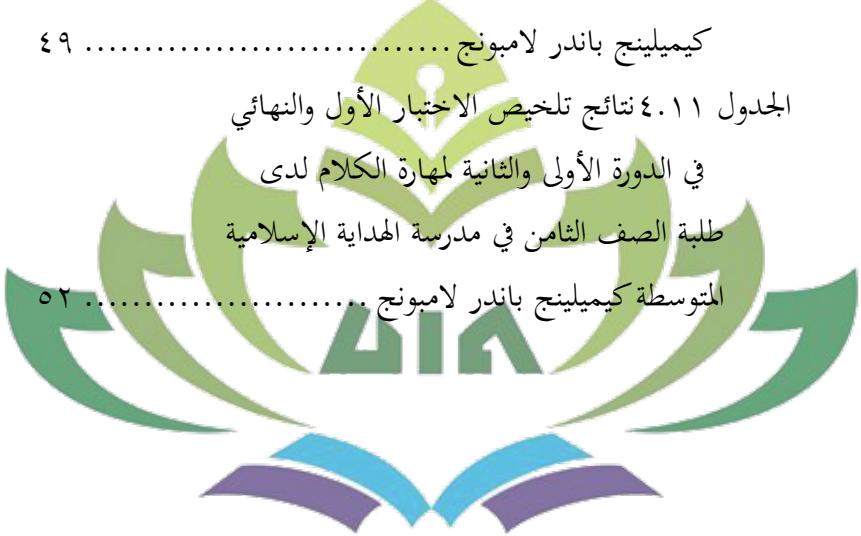 كيميلينج باندر لامبونج ............................... ٤٩
الجدول ٤.١١ نتائج تلخيص الاختبار الأول والنهائي
في الدورة الأولى والثانية لمهارة الكلام لدى
طلبة الصف الثامن في مدرسة الهداية الإسلامية
المتوسطة كيميلينج باندر لامبونج ........................ ٥٢
UIN